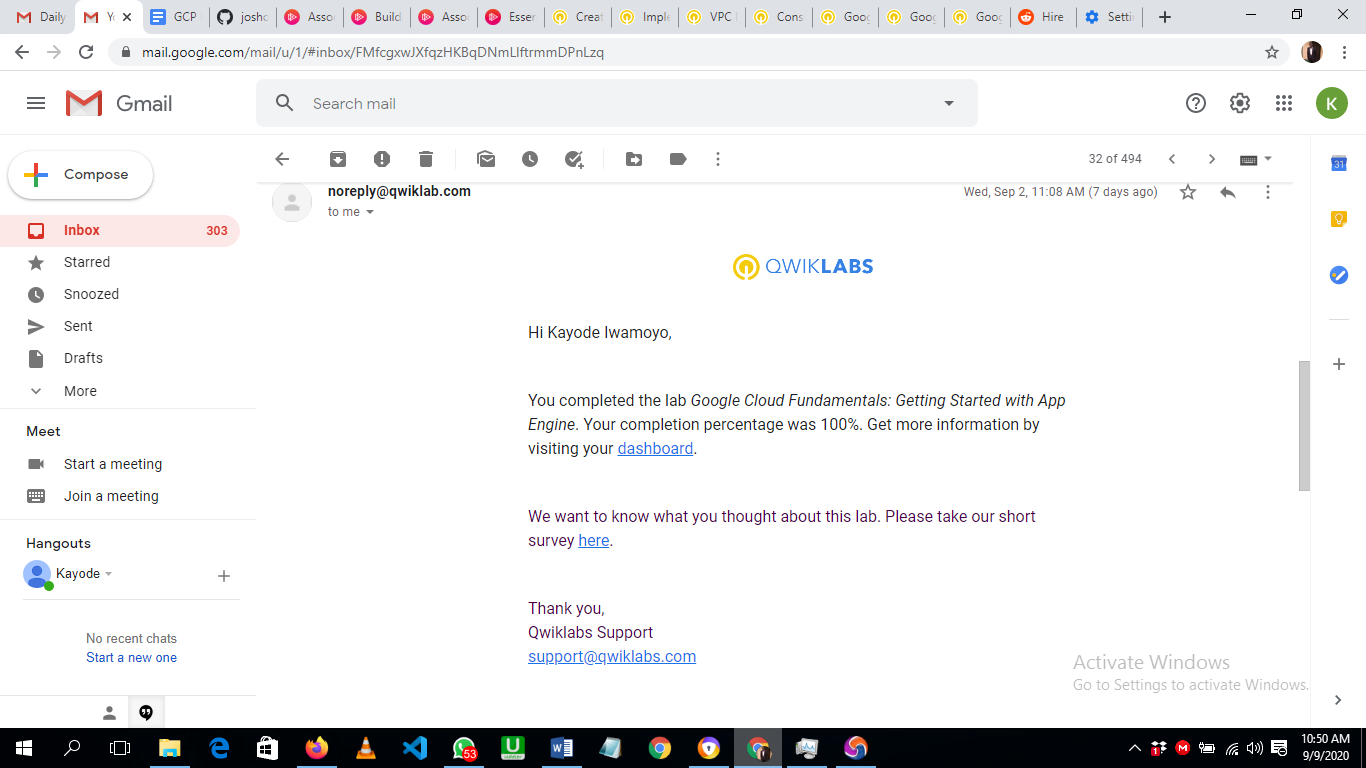 Daily
Yo
GCP
josho
Asso
Build
Asso
Esser
Creat
Imple
VPC
Cons
Goog
Goog
Goog
Hire
Setti
mail.google.com/mail/u/1/#inbox/FMfcgxwJXfqzHKBqDNmLlftrmmDPnLzq
Gmail
Search mail
K
Compose
32 of 494
31
Inbox 303
Starred
Snoozed
Sent
Drafts
More
Meet
Start a meeting
Join a meeting
Hangouts
Kayode
No recent chats
Start a new one
noreply@qwiklab.com
Wed, Sep 2, 11:08 AM (7 days ago)
to me
QWIKLABS
Hi Kayode Iwamoyo,
You completed the lab Google Cloud Fundamentals: Getting Started with App
Engine. Your completion percentage was 100%. Get more information by
visiting your dashboard.
We want to know what you thought about this lab. Please take our short
survey here.
Thank you,
Qwiklabs Support
support@qwiklabs.com
Activate Windows
Go to Settings to activate Windows.
53
10:50 AM
9/9/2020